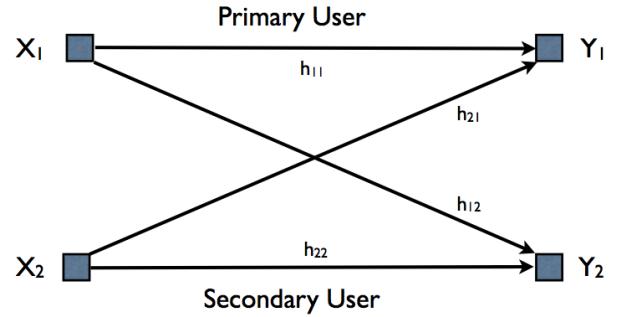 Primary User
X₁ Y₁
h₁₁
h₂₁
h₁₂
h₂₂
X₂ Y₂
Secondary User